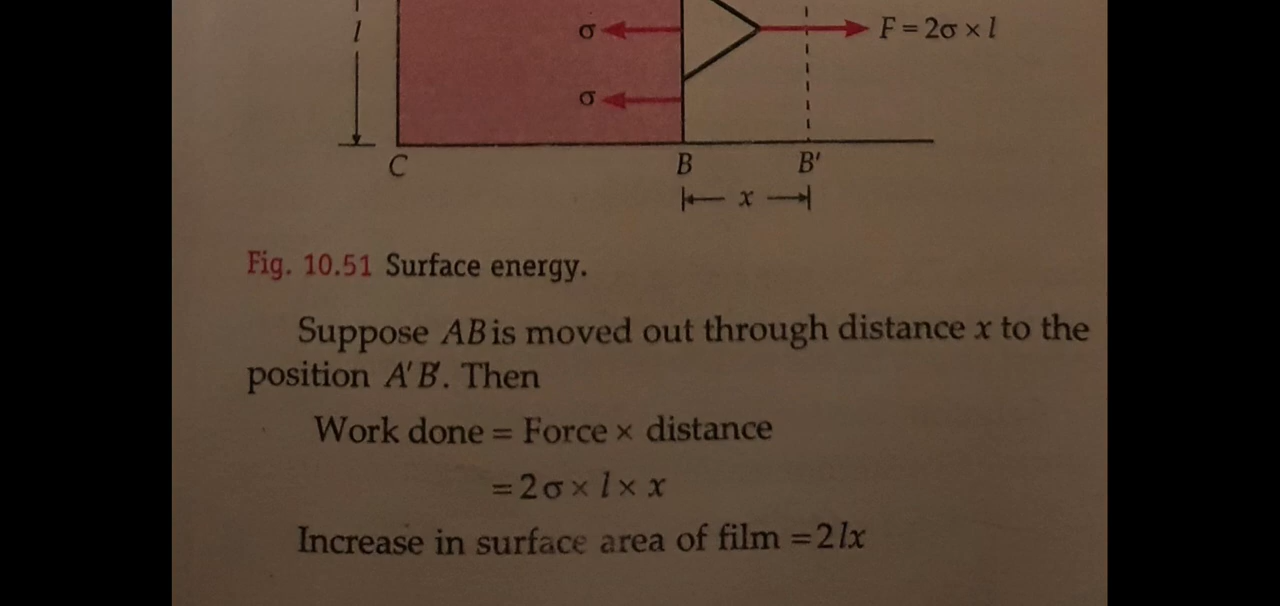 l
σ
F = 2σ × l
σ
C
B
B'
x
Fig. 10.51 Surface energy.
Suppose AB is moved out through distance x to the
position A'B'. Then
Work done = Force × distance
= 2σ × l × x
Increase in surface area of film = 2lx